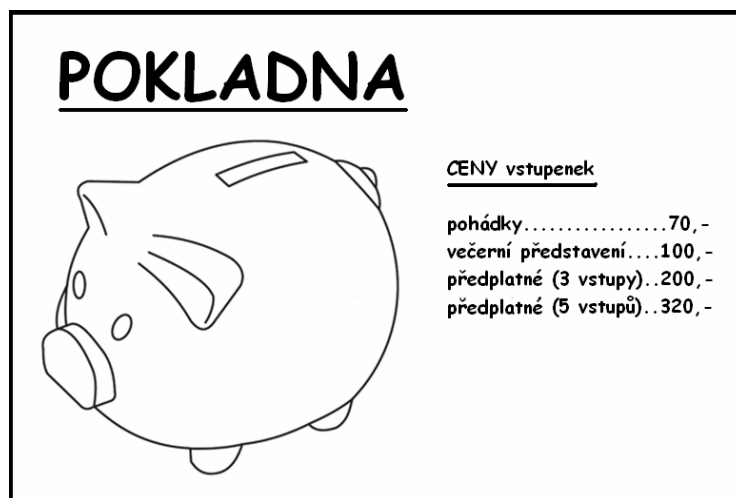 POKLADNA
CENY vstupenek
pohádky.................70,-
večerní představení....100,-
předplatné (3 vstupy)..200,-
předplatné (5 vstupů)..320,-